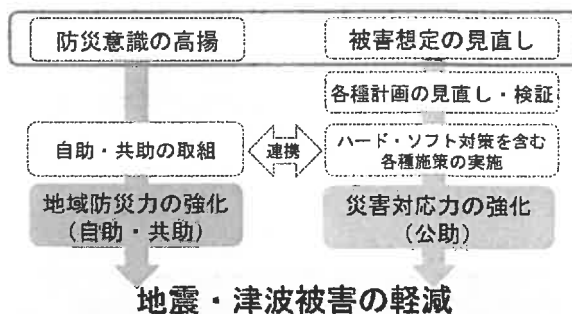 防災意識の高揚
被害想定の見直し
各種計画の見直し・検証
自助・共助の取組
連携
ハード・ソフト対策を含む
各種施策の実施
地域防災力の強化
(自助・共助)
災害対応力の強化
(公助)
地震・津波被害の軽減